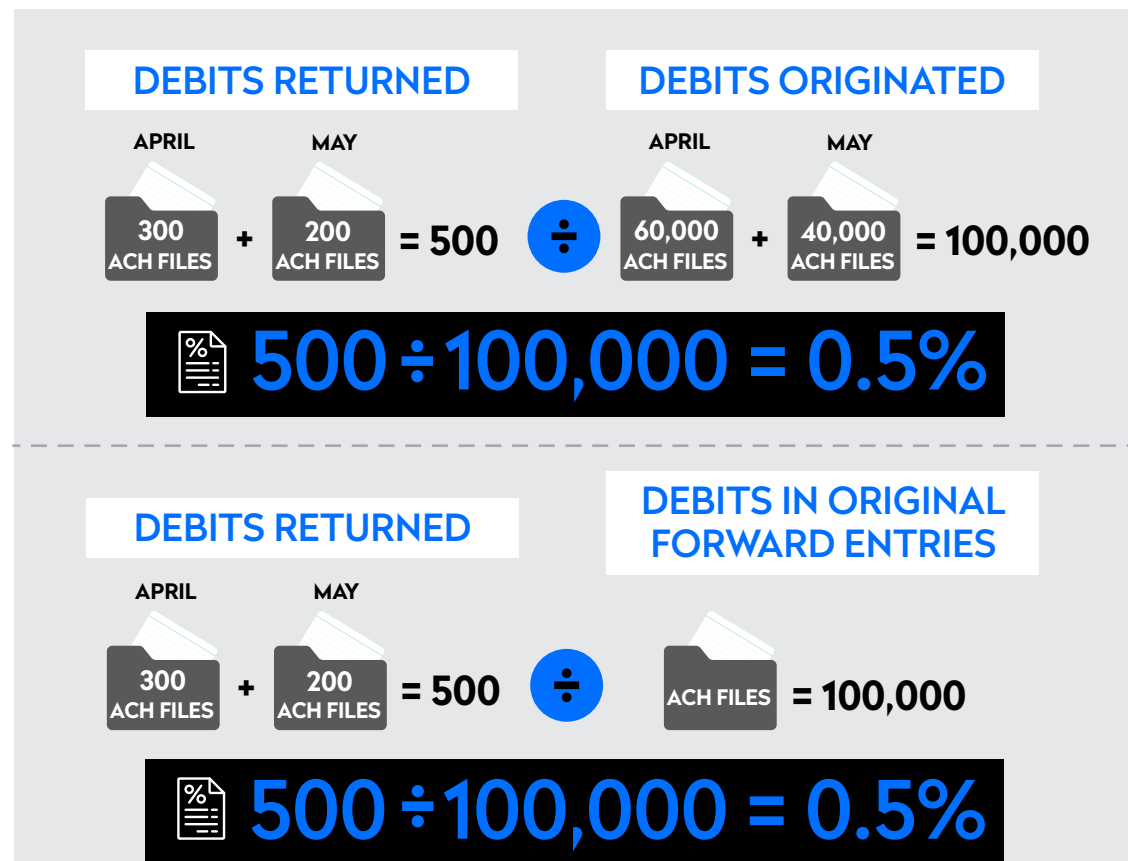 DEBITS RETURNED
DEBITS ORIGINATED
APRIL MAY
APRIL MAY
300 ACH FILES + 200 ACH FILES = 500 ÷ 60,000 ACH FILES + 40,000 ACH FILES = 100,000
% 500 ÷ 100,000 = 0.5%
DEBITS RETURNED
DEBITS IN ORIGINAL
FORWARD ENTRIES
APRIL MAY
300 ACH FILES + 200 ACH FILES = 500 ÷ ACH FILES = 100,000
% 500 ÷ 100,000 = 0.5%